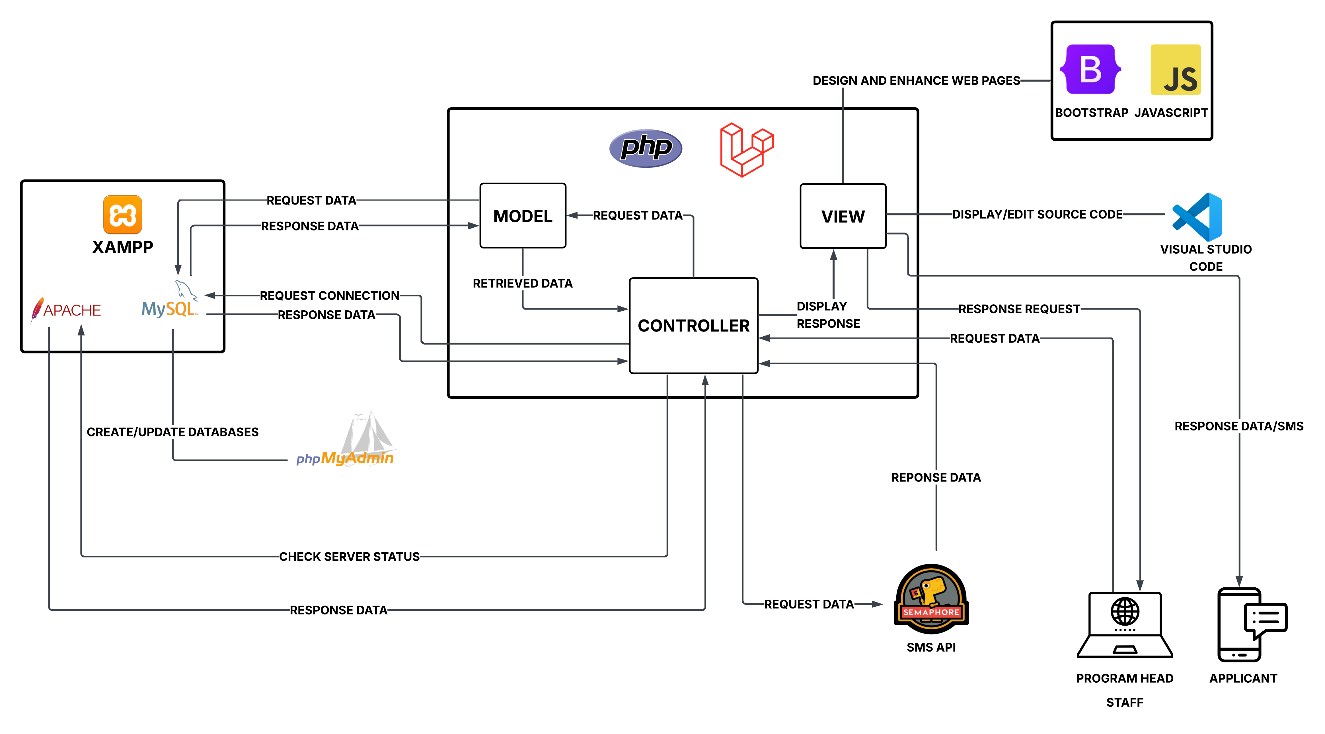 B
JS
BOOTSTRAP JAVASCRIPT
DESIGN AND ENHANCE WEB PAGES
php
XAMPP
MODEL
VIEW
REQUEST DATA
RESPONSE DATA
REQUEST DATA
DISPLAY/EDIT SOURCE CODE
VISUAL STUDIO
CODE
RETRIEVED DATA
APACHE
MySQL
REQUEST CONNECTION
RESPONSE DATA
CONTROLLER
DISPLAY
RESPONSE
RESPONSE REQUEST
REQUEST DATA
CREATE/UPDATE DATABASES
phpMyAdmin
RESPONSE DATA/SMS
REPONSE DATA
CHECK SERVER STATUS
RESPONSE DATA
REQUEST DATA
SEMAPHORE
SMS API
PROGRAM HEAD
STAFF
APPLICANT